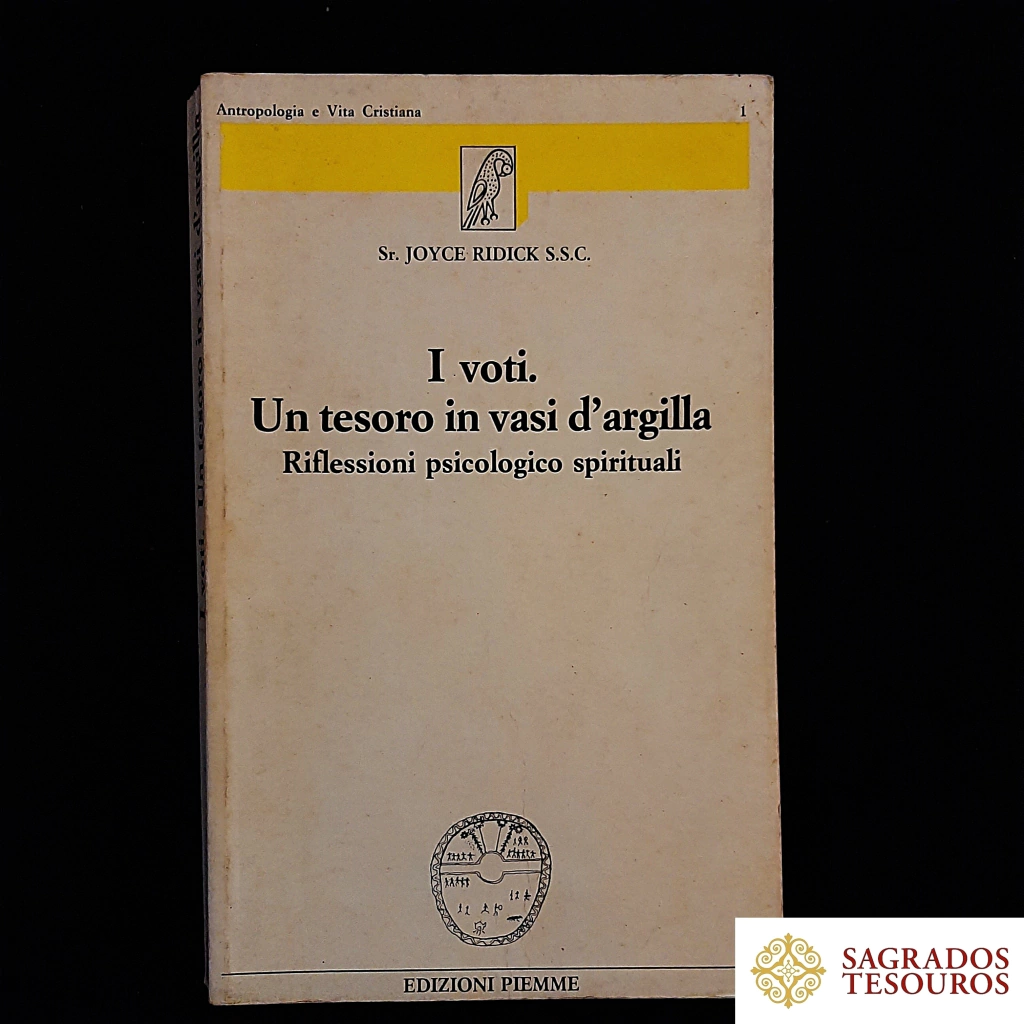 Antropologia e Vita Cristiana 1
Sr. JOYCE RIDICK S.S.C.
I voti.
Un tesoro in vasi d'argilla
Riflessioni psicologico spirituali
EDIZIONI PIEMME
SAGRADOS
TESOUROS